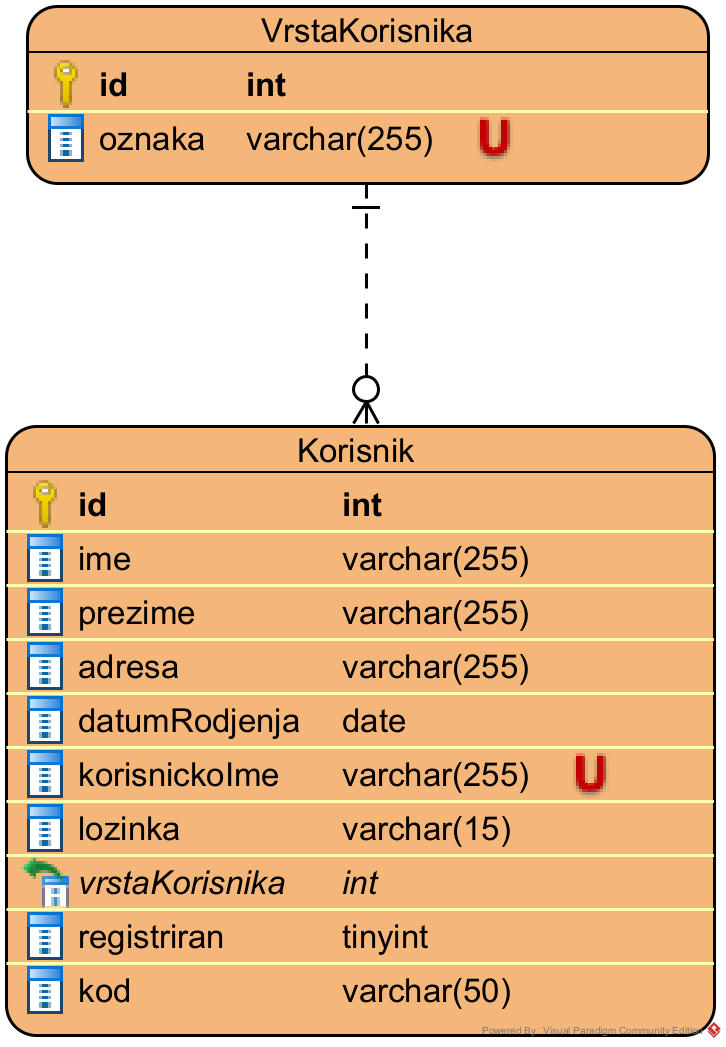 VrstaKorisnika
id int
oznaka varchar(255) U
Korisnik
id int
ime varchar(255)
prezime varchar(255)
adresa varchar(255)
datumRodjenja date
korisnickoIme varchar(255) U
lozinka varchar(15)
vrstaKorisnika int
registriran tinyint
kod varchar(50)
Powered By: Visual Paradigm Community Edition